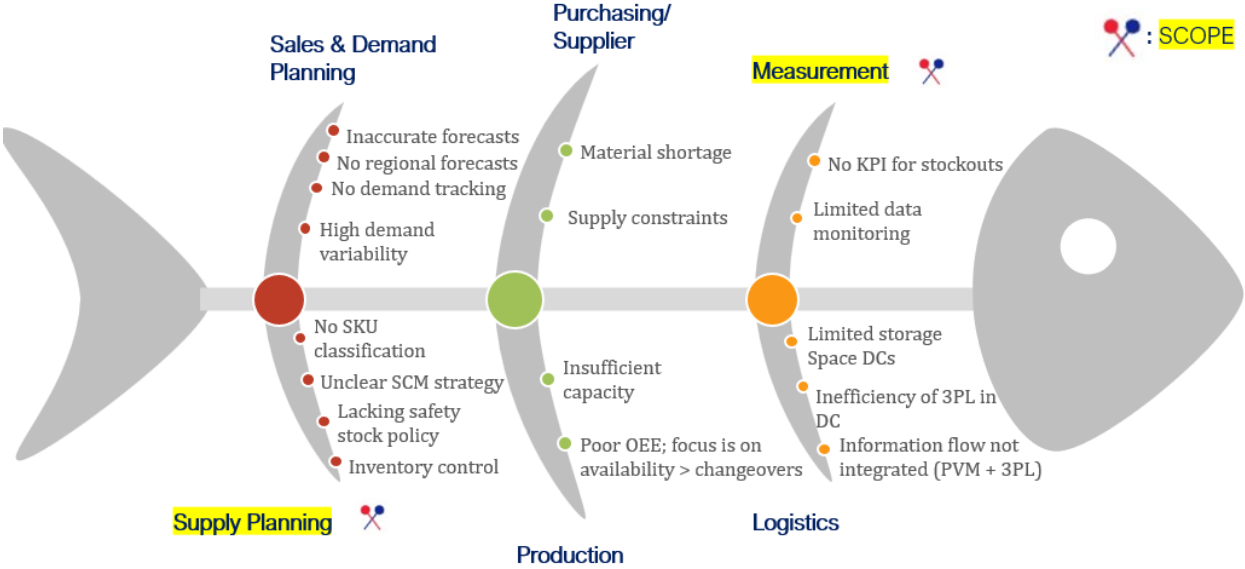 Purchasing/
Supplier
: SCOPE
Sales & Demand
Planning
Measurement
Inaccurate forecasts
No regional forecasts
No demand tracking
High demand
variability
Material shortage
Supply constraints
No KPI for stockouts
Limited data
monitoring
No SKU
classification
Unclear SCM strategy
Lacking safety
stock policy
Inventory control
Insufficient
capacity
Poor OEE; focus is on
availability > changeovers
Limited storage
Space DCs
Inefficiency of 3PL in
DC
Information flow not
integrated (PVM + 3PL)
Supply Planning
Production
Logistics